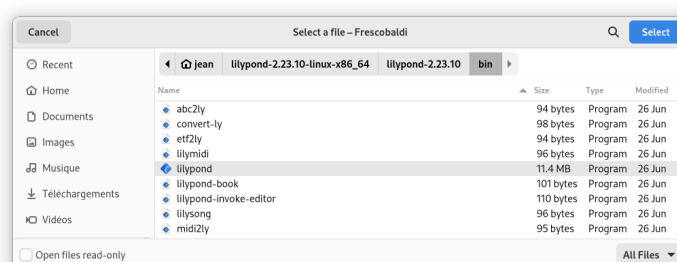 Cancel Select a file – Frescobaldi Select
Recent
Home
Documents
Images
Musique
Téléchargements
Vidéos
jean lilypond-2.23.10-linux-x86_64 lilypond-2.23.10 bin
Name Size Type Modified
abc2ly 94 bytes Program 26 Jun
convert-ly 98 bytes Program 26 Jun
etf2ly 94 bytes Program 26 Jun
lilymidi 96 bytes Program 26 Jun
lilypond 11.4 MB Program 26 Jun
lilypond-book 101 bytes Program 26 Jun
lilypond-invoke-editor 110 bytes Program 26 Jun
lilysong 96 bytes Program 26 Jun
midi2ly 95 bytes Program 26 Jun
Open files read-only All Files